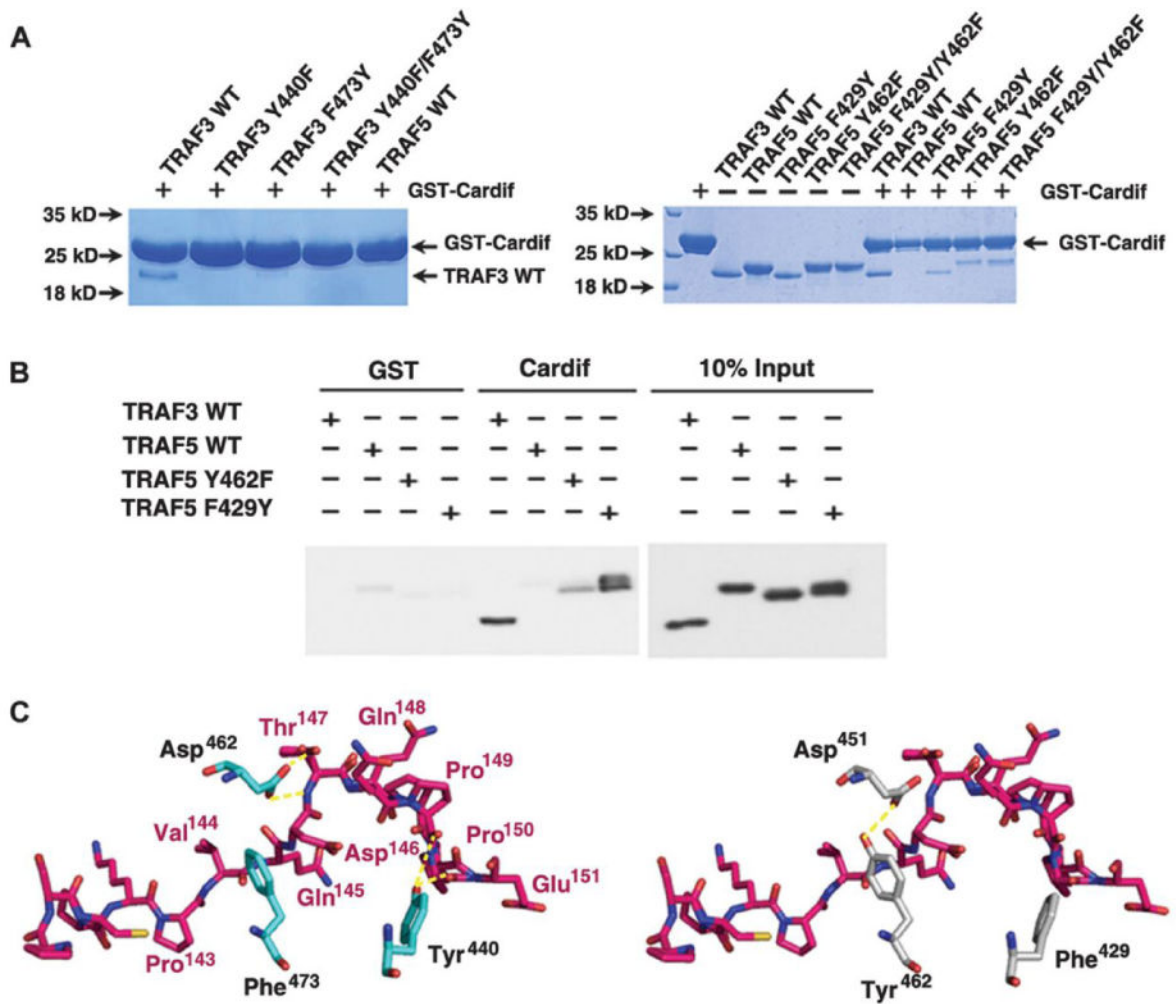 A
TRAF3 WT
TRAF3 Y440F
TRAF3 F473Y
TRAF3 Y440F/F473Y
TRAF5 WT
+ + + + + GST-Cardif
35 kD
25 kD
18 kD
GST-Cardif
TRAF3 WT
TRAF3 WT
TRAF5 WT
TRAF5 F429Y
TRAF5 Y462F
TRAF5 F429Y/Y462F
TRAF3 WT
TRAF5 WT
TRAF5 F429Y
TRAF5 Y462F
TRAF5 F429Y/Y462F
+ − − − − − + + + + + GST-Cardif
35 kD
25 kD
18 kD
GST-Cardif
B
GST Cardif 10% Input
TRAF3 WT + − − − + − − − + − − −
TRAF5 WT − + − − − + − − − + − −
TRAF5 Y462F − − + − − − + − − − + −
TRAF5 F429Y − − − + − − − + − − − +
C
Thr147
Gln148
Asp462
Pro149
Val144
Asp146
Pro150
Gln145
Glu151
Pro143
Phe473
Tyr440
Asp451
Tyr462
Phe429